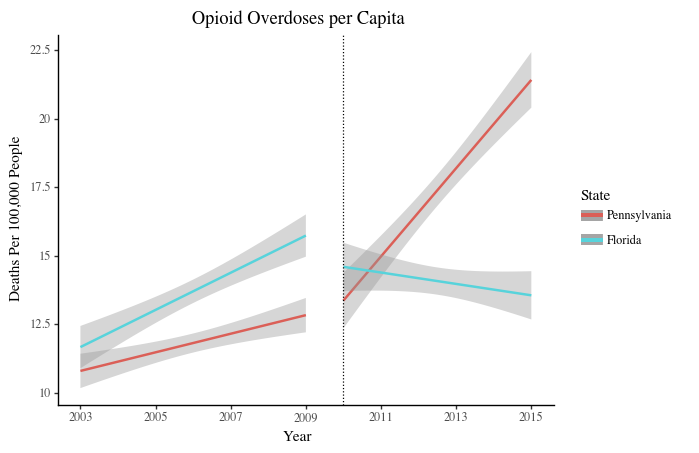 Opioid Overdoses per Capita
22.5
20
17.5
15
12.5
10
Deaths Per 100,000 People
2003 2005 2007 2009 2011 2013 2015
Year
State
Pennsylvania
Florida